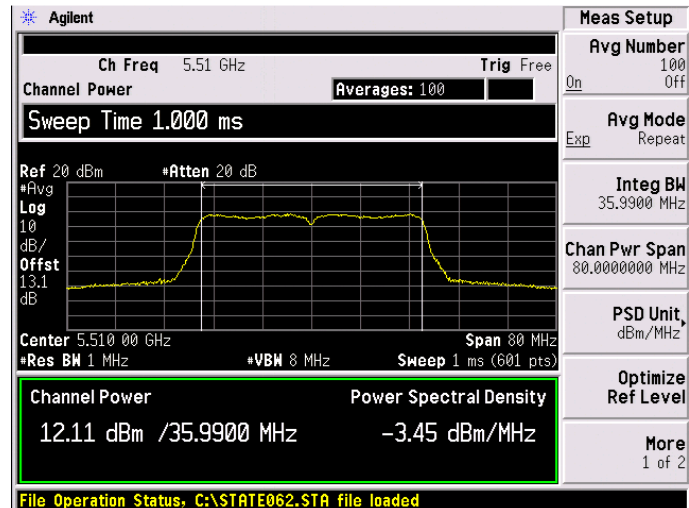 Agilent
Ch Freq 5.51 GHz Trig Free
Channel Power Averages: 100
Sweep Time 1.000 ms
Ref 20 dBm #Atten 20 dB
#Avg
Log
10
dB/
Offst
13.1
dB
Center 5.510 00 GHz Span 80 MHz
#Res BW 1 MHz #VBW 8 MHz Sweep 1 ms (601 pts)
Channel Power Power Spectral Density
12.11 dBm /35.9900 MHz -3.45 dBm/MHz
File Operation Status, C:\STATE062.STA file loaded
Meas Setup
Avg Number
100
On Off
Avg Mode
Exp Repeat
Integ BW
35.9900 MHz
Chan Pwr Span
80.0000000 MHz
PSD Unit
dBm/MHz
Optimize
Ref Level
More
1 of 2